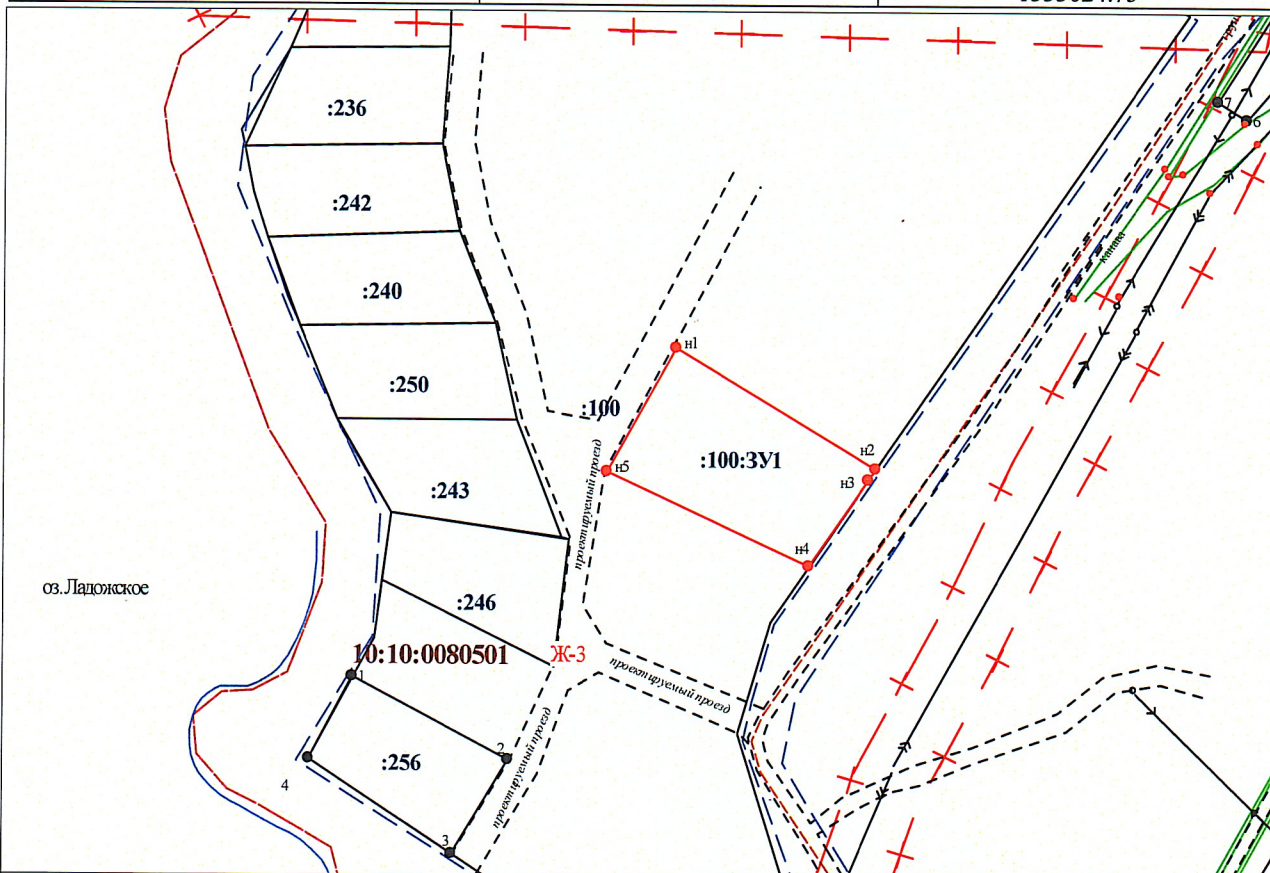 :236
:242
:240
:250
:100
:243
:246
:256
:100:ЗУ1
н1
н2
н3
н4
н5
проектируемый проезд
проектируемый проезд
проектируемый проезд
оз.Ладожское
10:10:0080501
Ж-3
1
2
3
4
7
6
канава